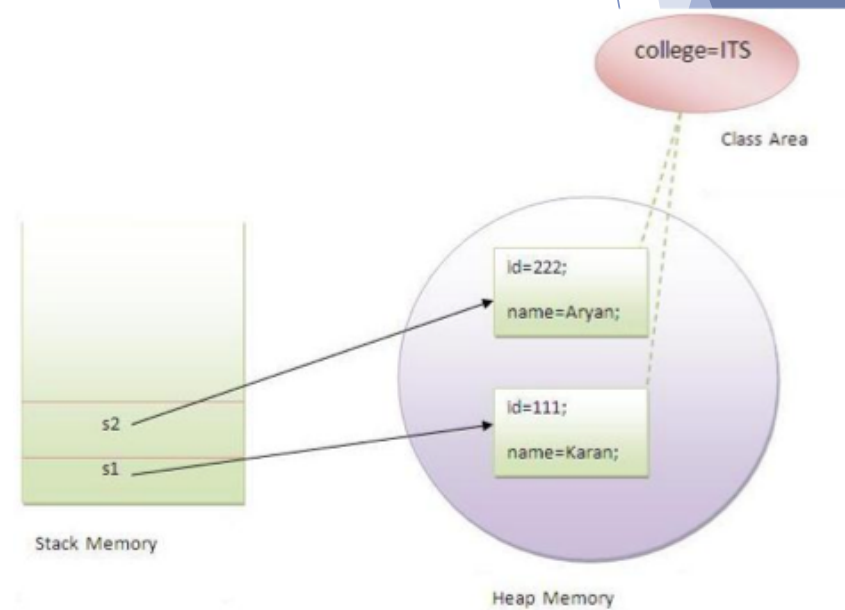 college=ITS
Class Area
id=222;
name=Aryan;
s2
id=111;
name=Karan;
s1
Stack Memory
Heap Memory